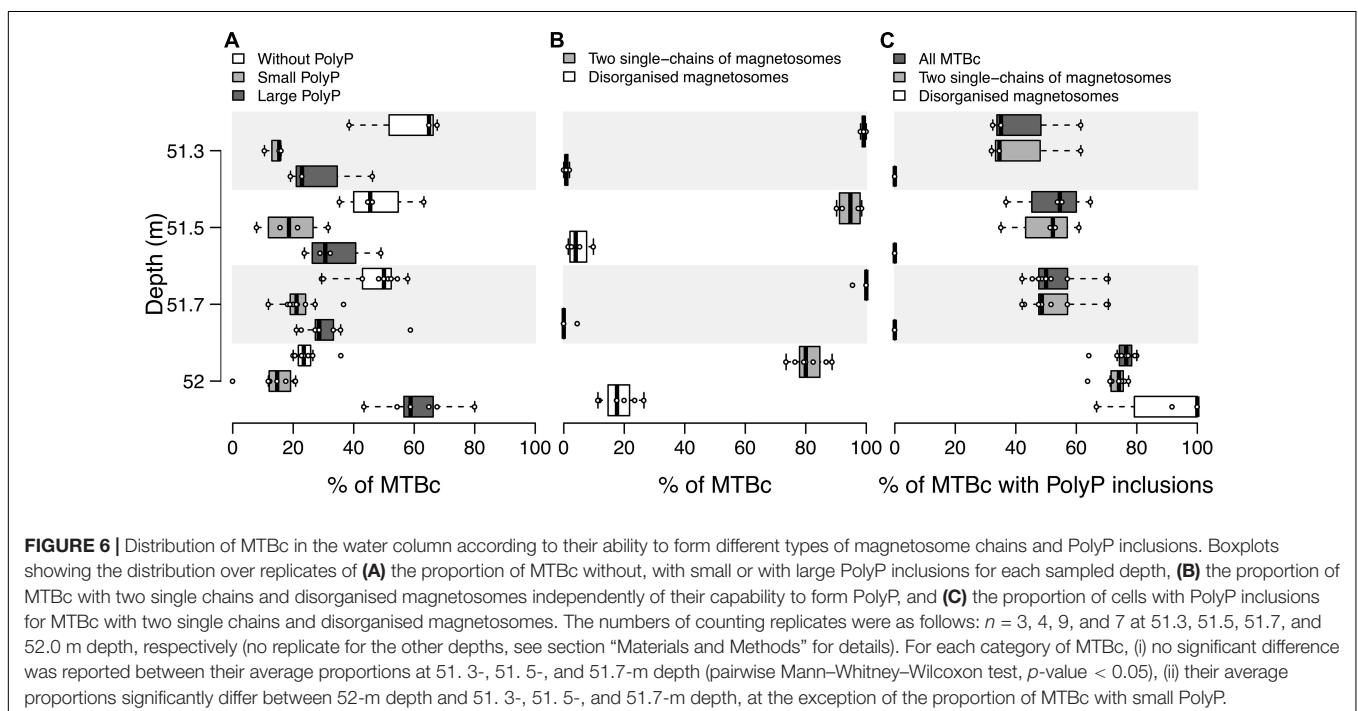 A
Without PolyP
Small PolyP
Large PolyP
B
Two single−chains of magnetosomes
Disorganised magnetosomes
C
All MTBc
Two single−chains of magnetosomes
Disorganised magnetosomes
Depth (m)
51.3
51.5
51.7
52
0 20 40 60 80 100
% of MTBc
0 20 40 60 80 100
% of MTBc
0 20 40 60 80 100
% of MTBc with PolyP inclusions
FIGURE 6 | Distribution of MTBc in the water column according to their ability to form different types of magnetosome chains and PolyP inclusions. Boxplots
showing the distribution over replicates of (A) the proportion of MTBc without, with small or with large PolyP inclusions for each sampled depth, (B) the proportion of
MTBc with two single chains and disorganised magnetosomes independently of their capability to form PolyP, and (C) the proportion of cells with PolyP inclusions
for MTBc with two single chains and disorganised magnetosomes. The numbers of counting replicates were as follows: n = 3, 4, 9, and 7 at 51.3, 51.5, 51.7, and
52.0 m depth, respectively (no replicate for the other depths, see section “Materials and Methods” for details). For each category of MTBc, (i) no significant difference
was reported between their average proportions at 51. 3-, 51. 5-, and 51.7-m depth (pairwise Mann–Whitney–Wilcoxon test, p-value < 0.05), (ii) their average
proportions significantly differ between 52-m depth and 51. 3-, 51. 5-, and 51.7-m depth, at the exception of the proportion of MTBc with small PolyP.